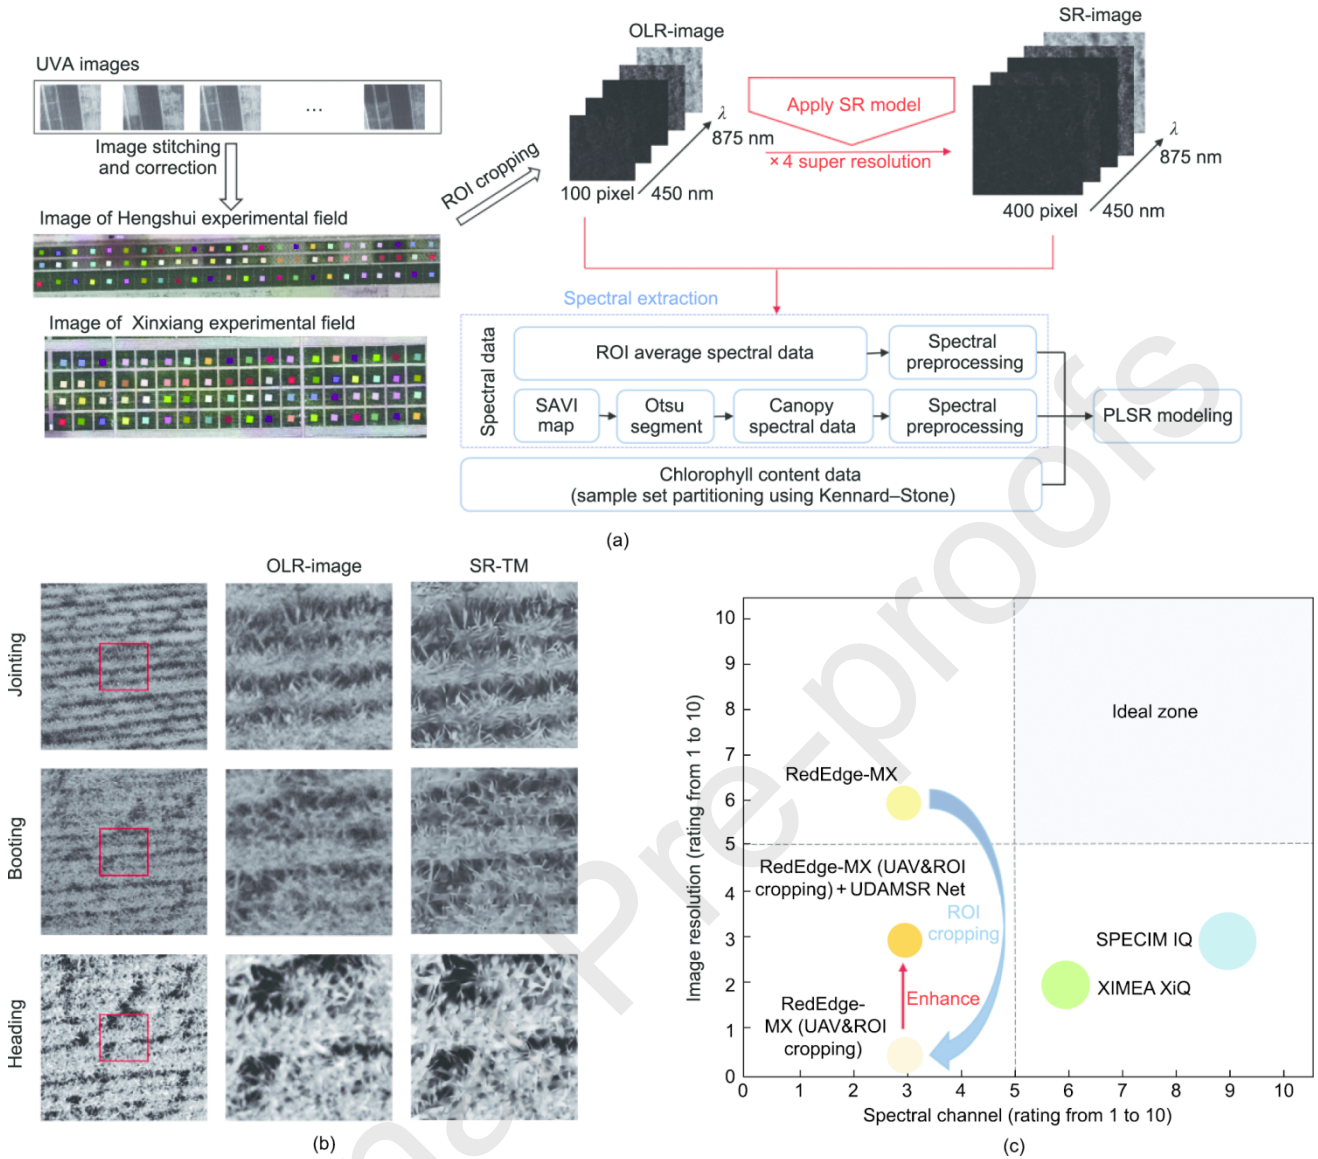 UVA images
...
Image stitching
and correction
Image of Hengshui experimental field
Image of Xinxiang experimental field
ROI cropping
OLR-image
λ
875 nm
450 nm
100 pixel
Apply SR model
×4 super resolution
SR-image
λ
875 nm
450 nm
400 pixel
Spectral extraction
Spectral data
ROI average spectral data
Spectral
preprocessing
SAVI
map
Otsu
segment
Canopy
spectral data
Spectral
preprocessing
PLSR modeling
Chlorophyll content data
(sample set partitioning using Kennard–Stone)
(a)
OLR-image
SR-TM
Jointing
Booting
Heading
(b)
Image resolution (rating from 1 to 10)
10
9
8
7
6
5
4
3
2
1
0
Ideal zone
RedEdge-MX
RedEdge-MX (UAV&ROI
cropping) + UDAMSR Net
ROI
cropping
SPECIM IQ
XIMEA XiQ
Enhance
RedEdge-
MX (UAV&ROI
cropping)
0 1 2 3 4 5 6 7 8 9 10
Spectral channel (rating from 1 to 10)
(c)
Pre-proofs